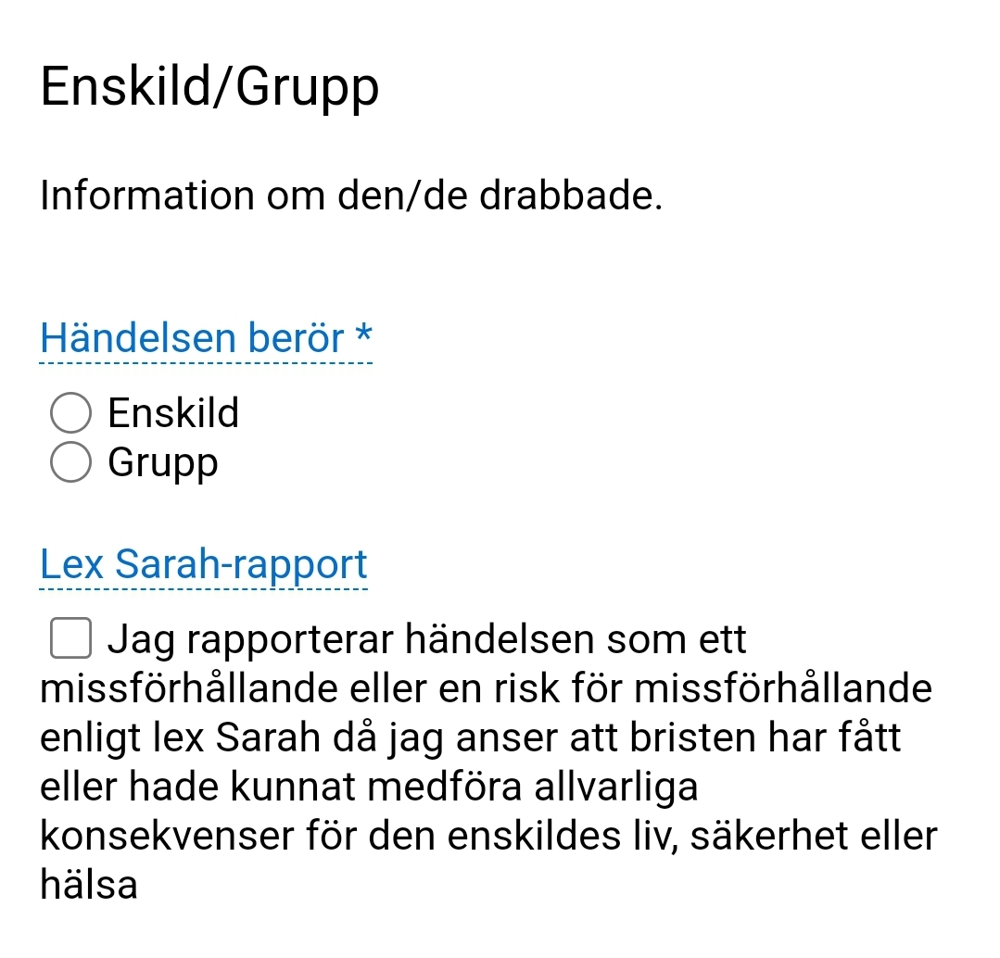 Enskild/Grupp
Information om den/de drabbade.
Händelsen berör *
Enskild
Grupp
Lex Sarah-rapport
Jag rapporterar händelsen som ett
missförhållande eller en risk för missförhållande
enligt lex Sarah då jag anser att bristen har fått
eller hade kunnat medföra allvarliga
konsekvenser för den enskildes liv, säkerhet eller
hälsa